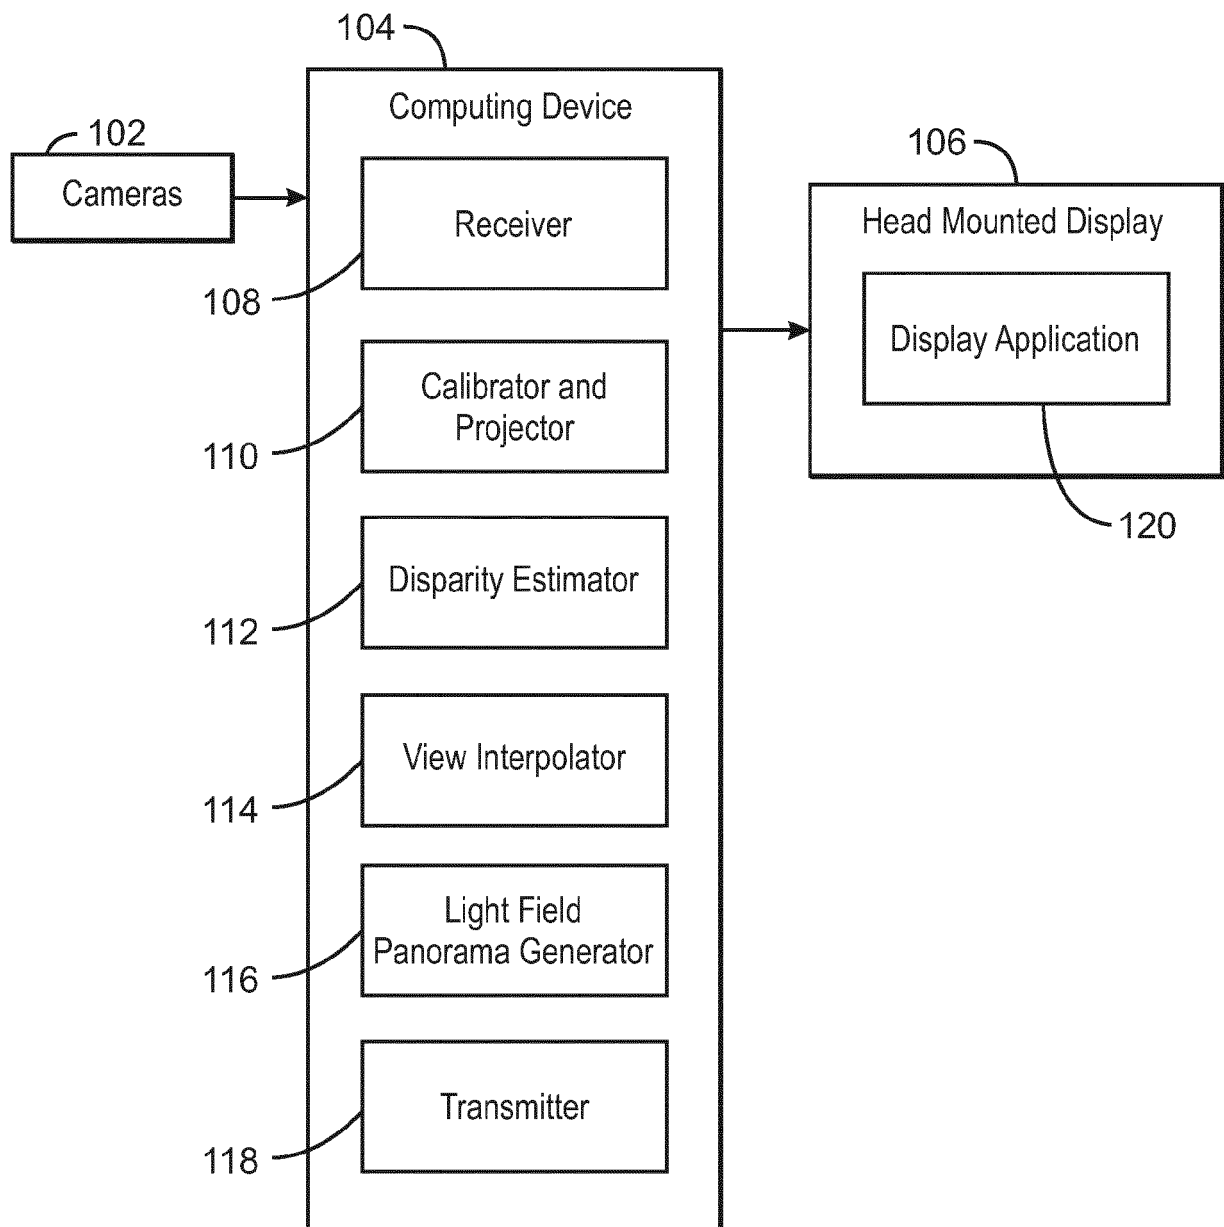 104
Computing Device
102
Cameras
106
Head Mounted Display
Receiver
108
Display Application
Calibrator and
Projector
110
120
Disparity Estimator
112
View Interpolator
114
Light Field
Panorama Generator
116
Transmitter
118